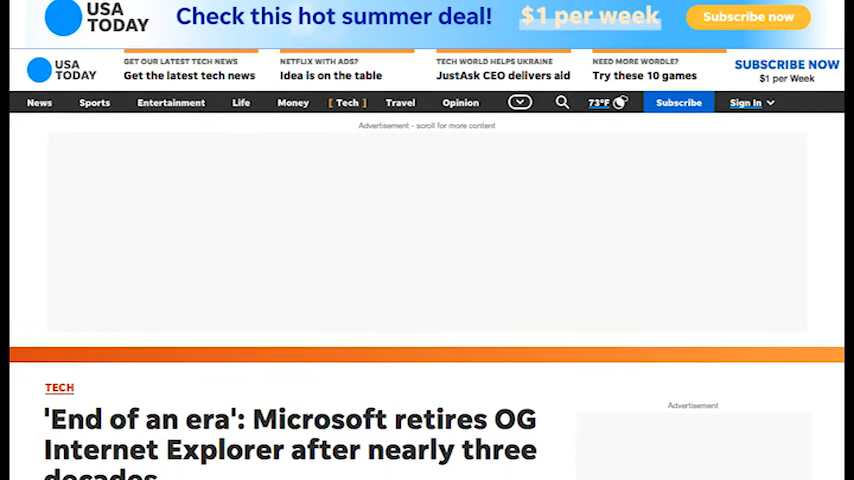 USA
TODAY
Check this hot summer deal!
$1 per week
Subscribe now
USA
TODAY
GET OUR LATEST TECH NEWS
Get the latest tech news
NETFLIX WITH ADS?
Idea is on the table
TECH WORLD HELPS UKRAINE
JustAsk CEO delivers aid
NEED MORE WORDLE?
Try these 10 games
SUBSCRIBE NOW
$1 per Week
News Sports Entertainment Life Money [ Tech ] Travel Opinion 73°F Subscribe Sign In
Advertisement - scroll for more content
TECH
'End of an era': Microsoft retires OG
Internet Explorer after nearly three
decades
Advertisement